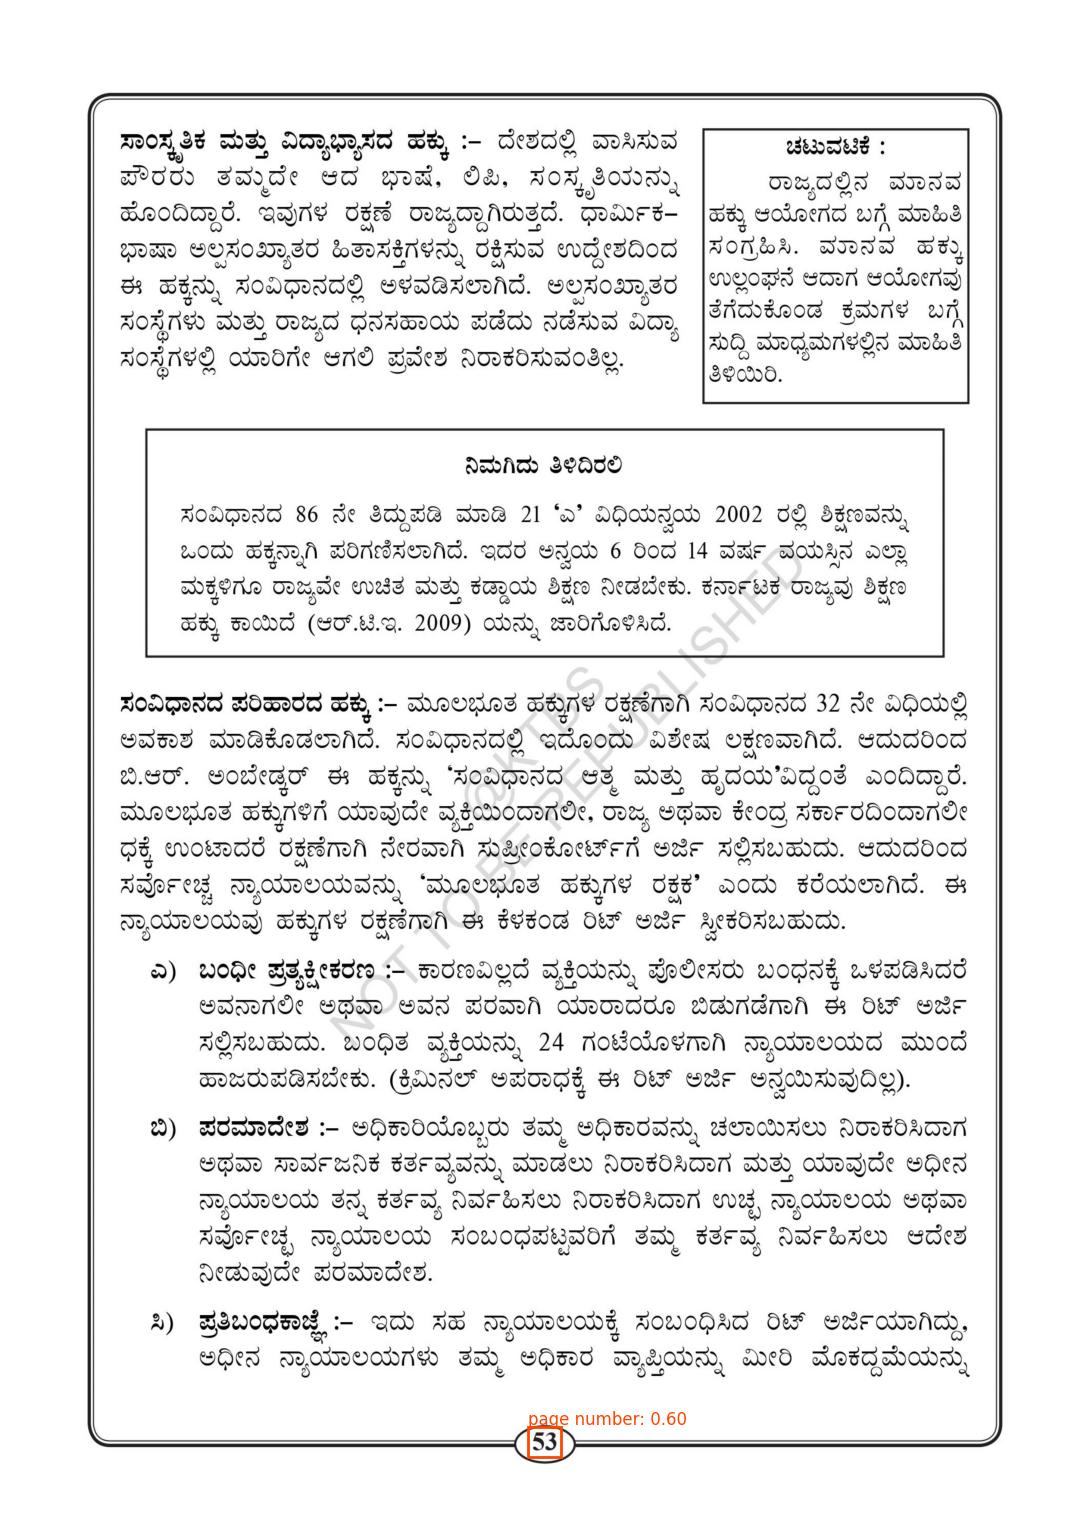 ಸಾಂಸ್ಕೃತಿಕ ಮತ್ತು ವಿದ್ಯಾಭ್ಯಾಸದ ಹಕ್ಕು :– ದೇಶದಲ್ಲಿ ವಾಸಿಸುವ
ಪೌರರು ತಮ್ಮದೇ ಆದ ಭಾಷೆ, ಲಿಪಿ, ಸಂಸ್ಕೃತಿಯನ್ನು
ಹೊಂದಿದ್ದಾರೆ. ಇವುಗಳ ರಕ್ಷಣೆ ರಾಜ್ಯದ್ದಾಗಿರುತ್ತದೆ. ಧಾರ್ಮಿಕ–
ಭಾಷಾ ಅಲ್ಪಸಂಖ್ಯಾತರ ಹಿತಾಸಕ್ತಿಗಳನ್ನು ರಕ್ಷಿಸುವ ಉದ್ದೇಶದಿಂದ
ಈ ಹಕ್ಕನ್ನು ಸಂವಿಧಾನದಲ್ಲಿ ಅಳವಡಿಸಲಾಗಿದೆ. ಅಲ್ಪಸಂಖ್ಯಾತರ
ಸಂಸ್ಥೆಗಳು ಮತ್ತು ರಾಜ್ಯದ ಧನಸಹಾಯ ಪಡೆದು ನಡೆಸುವ ವಿದ್ಯಾ
ಸಂಸ್ಥೆಗಳಲ್ಲಿ ಯಾರಿಗೇ ಆಗಲಿ ಪ್ರವೇಶ ನಿರಾಕರಿಸುವಂತಿಲ್ಲ.
ಚಟುವಟಿಕೆ :
ರಾಜ್ಯದಲ್ಲಿನ ಮಾನವ
ಹಕ್ಕು ಆಯೋಗದ ಬಗ್ಗೆ ಮಾಹಿತಿ
ಸಂಗ್ರಹಿಸಿ. ಮಾನವ ಹಕ್ಕು
ಉಲ್ಲಂಘನೆ ಆದಾಗ ಆಯೋಗವು
ತೆಗೆದುಕೊಂಡ ಕ್ರಮಗಳ ಬಗ್ಗೆ
ಸುದ್ದಿ ಮಾಧ್ಯಮಗಳಲ್ಲಿನ ಮಾಹಿತಿ
ತಿಳಿಯಿರಿ.
ನಿಮಗಿದು ತಿಳಿದಿರಲಿ
ಸಂವಿಧಾನದ 86 ನೇ ತಿದ್ದುಪಡಿ ಮಾಡಿ 21 ‘ಎ’ ವಿಧಿಯನ್ವಯ 2002 ರಲ್ಲಿ ಶಿಕ್ಷಣವನ್ನು
ಒಂದು ಹಕ್ಕನ್ನಾಗಿ ಪರಿಗಣಿಸಲಾಗಿದೆ. ಇದರ ಅನ್ವಯ 6 ರಿಂದ 14 ವರ್ಷ ವಯಸ್ಸಿನ ಎಲ್ಲಾ
ಮಕ್ಕಳಿಗೂ ರಾಜ್ಯವೇ ಉಚಿತ ಮತ್ತು ಕಡ್ಡಾಯ ಶಿಕ್ಷಣ ನೀಡಬೇಕು. ಕರ್ನಾಟಕ ರಾಜ್ಯವು ಶಿಕ್ಷಣ
ಹಕ್ಕು ಕಾಯಿದೆ (ಆರ್.ಟಿ.ಇ. 2009) ಯನ್ನು ಜಾರಿಗೊಳಿಸಿದೆ.
ಸಂವಿಧಾನದ ಪರಿಹಾರದ ಹಕ್ಕು :– ಮೂಲಭೂತ ಹಕ್ಕುಗಳ ರಕ್ಷಣೆಗಾಗಿ ಸಂವಿಧಾನದ 32 ನೇ ವಿಧಿಯಲ್ಲಿ
ಅವಕಾಶ ಮಾಡಿಕೊಡಲಾಗಿದೆ. ಸಂವಿಧಾನದಲ್ಲಿ ಇದೊಂದು ವಿಶೇಷ ಲಕ್ಷಣವಾಗಿದೆ. ಆದುದರಿಂದ
ಬಿ.ಆರ್. ಅಂಬೇಡ್ಕರ್ ಈ ಹಕ್ಕನ್ನು ‘ಸಂವಿಧಾನದ ಆತ್ಮ ಮತ್ತು ಹೃದಯ’ವಿದ್ದಂತೆ ಎಂದಿದ್ದಾರೆ.
ಮೂಲಭೂತ ಹಕ್ಕುಗಳಿಗೆ ಯಾವುದೇ ವ್ಯಕ್ತಿಯಿಂದಾಗಲೀ, ರಾಜ್ಯ ಅಥವಾ ಕೇಂದ್ರ ಸರ್ಕಾರದಿಂದಾಗಲೀ
ಧಕ್ಕೆ ಉಂಟಾದರೆ ರಕ್ಷಣೆಗಾಗಿ ನೇರವಾಗಿ ಸುಪ್ರೀಂಕೋರ್ಟ್‌ಗೆ ಅರ್ಜಿ ಸಲ್ಲಿಸಬಹುದು. ಆದುದರಿಂದ
ಸರ್ವೋಚ್ಚ ನ್ಯಾಯಾಲಯವನ್ನು ‘ಮೂಲಭೂತ ಹಕ್ಕುಗಳ ರಕ್ಷಕ’ ಎಂದು ಕರೆಯಲಾಗಿದೆ. ಈ
ನ್ಯಾಯಾಲಯವು ಹಕ್ಕುಗಳ ರಕ್ಷಣೆಗಾಗಿ ಈ ಕೆಳಕಂಡ ರಿಟ್ ಅರ್ಜಿ ಸ್ವೀಕರಿಸಬಹುದು.
ಎ) ಬಂಧೀ ಪ್ರತ್ಯಕ್ಷೀಕರಣ :– ಕಾರಣವಿಲ್ಲದೆ ವ್ಯಕ್ತಿಯನ್ನು ಪೊಲೀಸರು ಬಂಧನಕ್ಕೆ ಒಳಪಡಿಸಿದರೆ
ಅವನಾಗಲೀ ಅಥವಾ ಅವನ ಪರವಾಗಿ ಯಾರಾದರೂ ಬಿಡುಗಡೆಗಾಗಿ ಈ ರಿಟ್ ಅರ್ಜಿ
ಸಲ್ಲಿಸಬಹುದು. ಬಂಧಿತ ವ್ಯಕ್ತಿಯನ್ನು 24 ಗಂಟೆಯೊಳಗಾಗಿ ನ್ಯಾಯಾಲಯದ ಮುಂದೆ
ಹಾಜರುಪಡಿಸಬೇಕು. (ಕ್ರಿಮಿನಲ್ ಅಪರಾಧಕ್ಕೆ ಈ ರಿಟ್ ಅರ್ಜಿ ಅನ್ವಯಿಸುವುದಿಲ್ಲ).
ಬಿ) ಪರಮಾದೇಶ :– ಅಧಿಕಾರಿಯೊಬ್ಬರು ತಮ್ಮ ಅಧಿಕಾರವನ್ನು ಚಲಾಯಿಸಲು ನಿರಾಕರಿಸಿದಾಗ
ಅಥವಾ ಸಾರ್ವಜನಿಕ ಕರ್ತವ್ಯವನ್ನು ಮಾಡಲು ನಿರಾಕರಿಸಿದಾಗ ಮತ್ತು ಯಾವುದೇ ಅಧೀನ
ನ್ಯಾಯಾಲಯ ತನ್ನ ಕರ್ತವ್ಯ ನಿರ್ವಹಿಸಲು ನಿರಾಕರಿಸಿದಾಗ ಉಚ್ಛ ನ್ಯಾಯಾಲಯ ಅಥವಾ
ಸರ್ವೋಚ್ಛ ನ್ಯಾಯಾಲಯ ಸಂಬಂಧಪಟ್ಟವರಿಗೆ ತಮ್ಮ ಕರ್ತವ್ಯ ನಿರ್ವಹಿಸಲು ಆದೇಶ
ನೀಡುವುದೇ ಪರಮಾದೇಶ.
ಸಿ) ಪ್ರತಿಬಂಧಕಾಜ್ಞೆ :– ಇದು ಸಹ ನ್ಯಾಯಾಲಯಕ್ಕೆ ಸಂಬಂಧಿಸಿದ ರಿಟ್ ಅರ್ಜಿಯಾಗಿದ್ದು,
ಅಧೀನ ನ್ಯಾಯಾಲಯಗಳು ತಮ್ಮ ಅಧಿಕಾರ ವ್ಯಾಪ್ತಿಯನ್ನು ಮೀರಿ ಮೊಕದ್ದಮೆಯನ್ನು
@KTPS
NOT TO BE REPUBLISHED
page number: 0.60
53